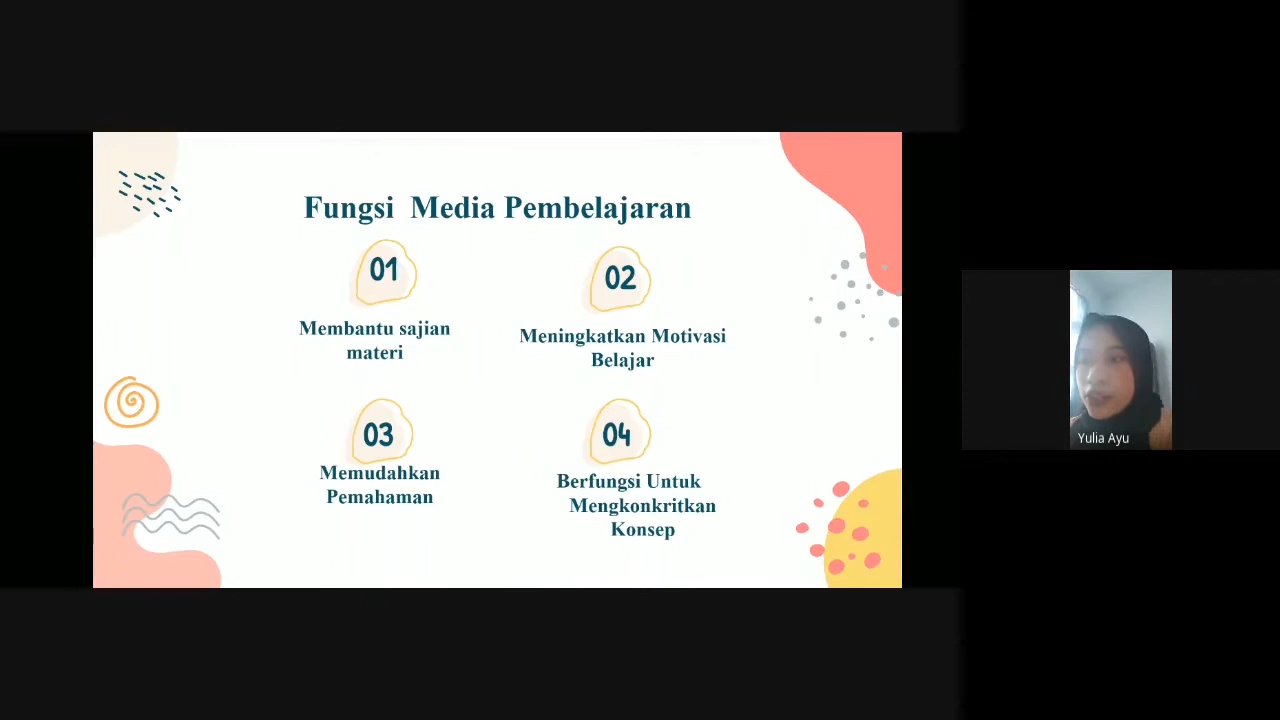 Fungsi Media Pembelajaran
01
Membantu sajian
materi
02
Meningkatkan Motivasi
Belajar
03
Memudahkan
Pemahaman
04
Berfungsi Untuk
Mengkonkritkan
Konsep
Yulia Ayu